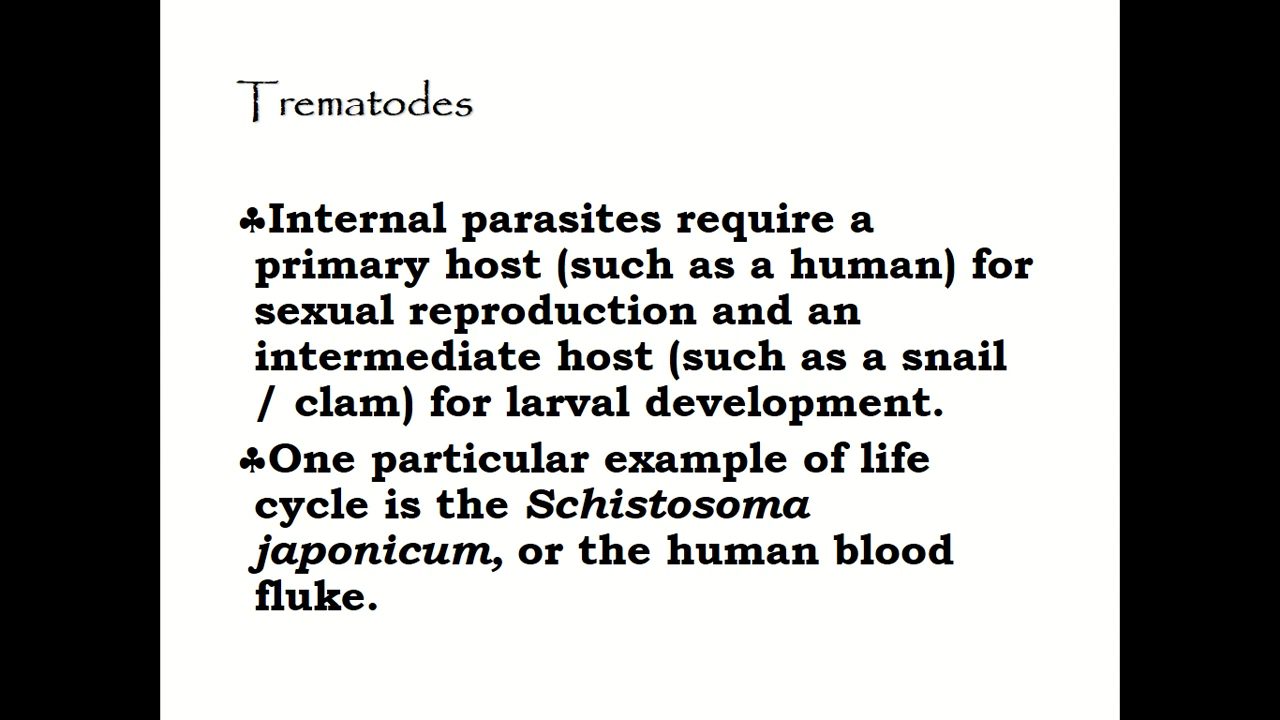 Trematodes
♣Internal parasites require a
primary host (such as a human) for
sexual reproduction and an
intermediate host (such as a snail
/ clam) for larval development.
♣One particular example of life
cycle is the Schistosoma
japonicum, or the human blood
fluke.